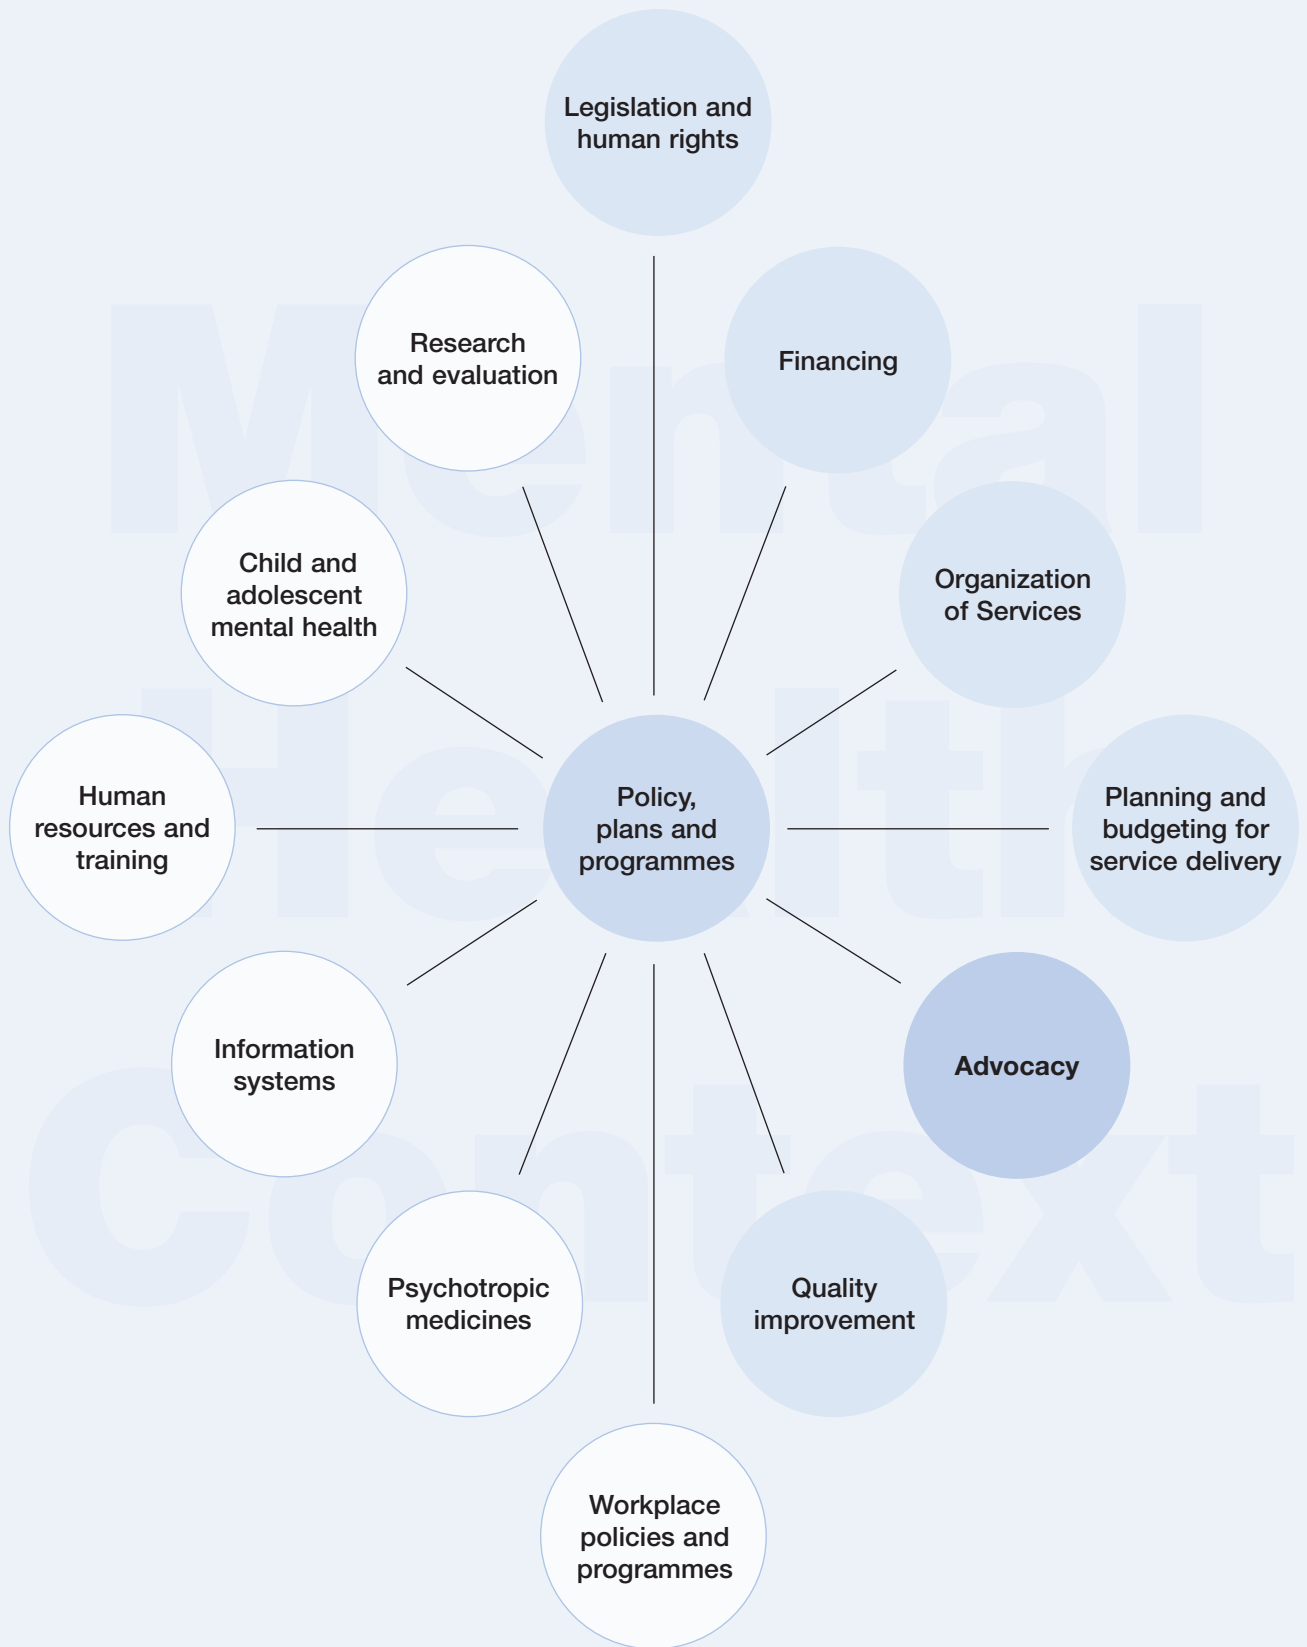 Legislation and
human rights
Research
and evaluation
Financing
Child and
adolescent
mental health
Organization
of Services
Human
resources and
training
Policy,
plans and
programmes
Planning and
budgeting for
service delivery
Information
systems
Advocacy
Psychotropic
medicines
Quality
improvement
Workplace
policies and
programmes
Mental
Health
Context